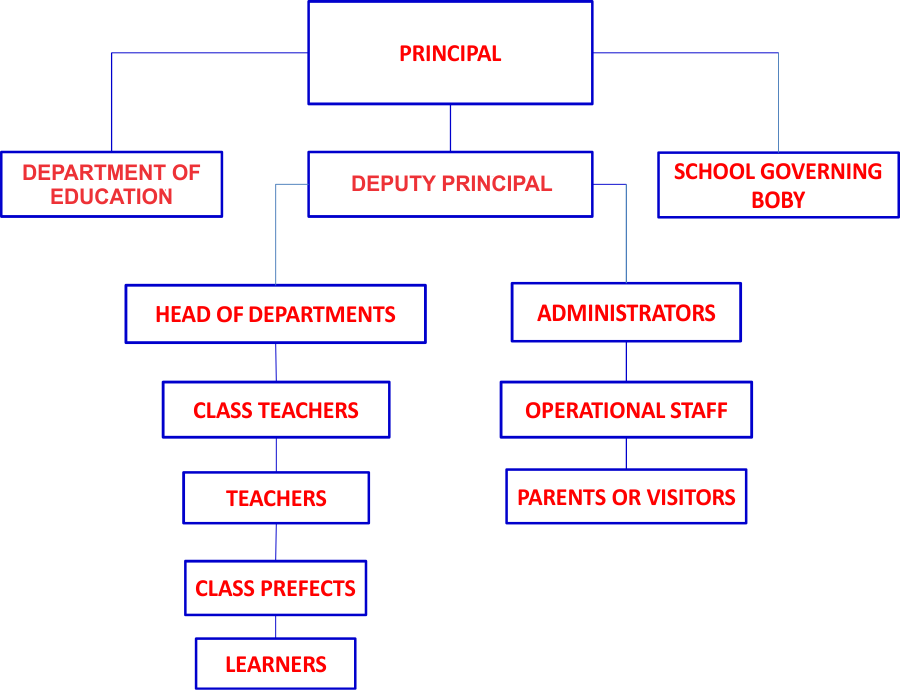 PRINCIPAL
DEPARTMENT OF
EDUCATION
DEPUTY PRINCIPAL
SCHOOL GOVERNING
BOBY
HEAD OF DEPARTMENTS
ADMINISTRATORS
CLASS TEACHERS
OPERATIONAL STAFF
TEACHERS
PARENTS OR VISITORS
CLASS PREFECTS
LEARNERS